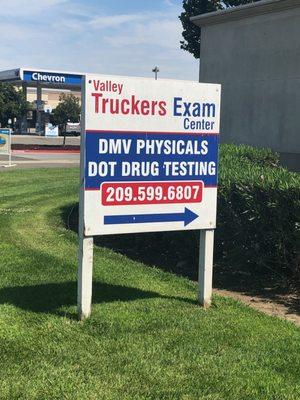 Chevron
Valley
Truckers Exam
Center
DMV PHYSICALS
DOT DRUG TESTING
209.599.6807